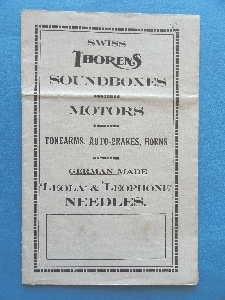 SWISS
THORENS
SOUNDBOXES
MOTORS
TONEARMS, AUTO-BRAKES, HORNS
GERMAN MADE
"LEOLA" & "LEOPHONE"
NEEDLES.